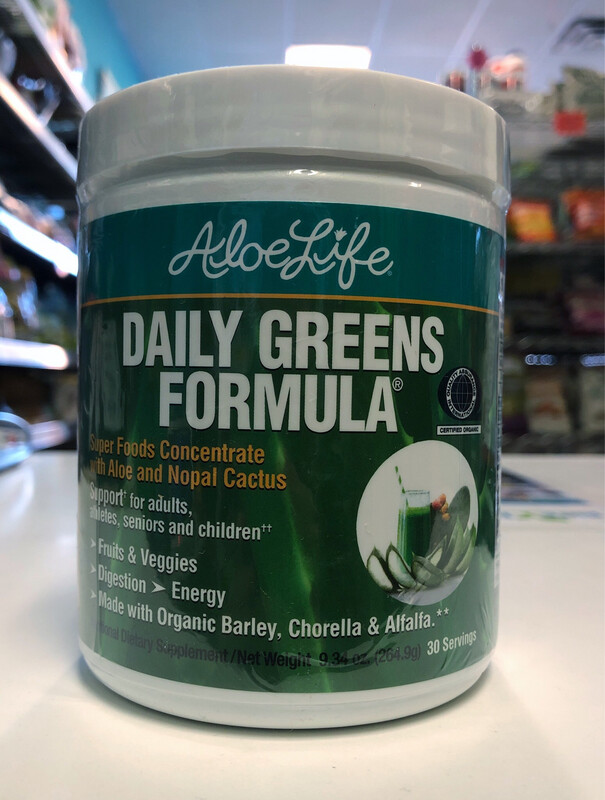 AloeLife
DAILY GREENS
FORMULA®
CERTIFIED ORGANIC
Super Foods Concentrate
with Aloe and Nopal Cactus
Support† for adults,
athletes, seniors and children††
➤ Fruits & Veggies
➤ Digestion ➤ Energy
➤ Made with Organic Barley, Chorella & Alfalfa.**
Dietary Supplement / Net Weight 9.34 oz. (264.9g) 30 Servings